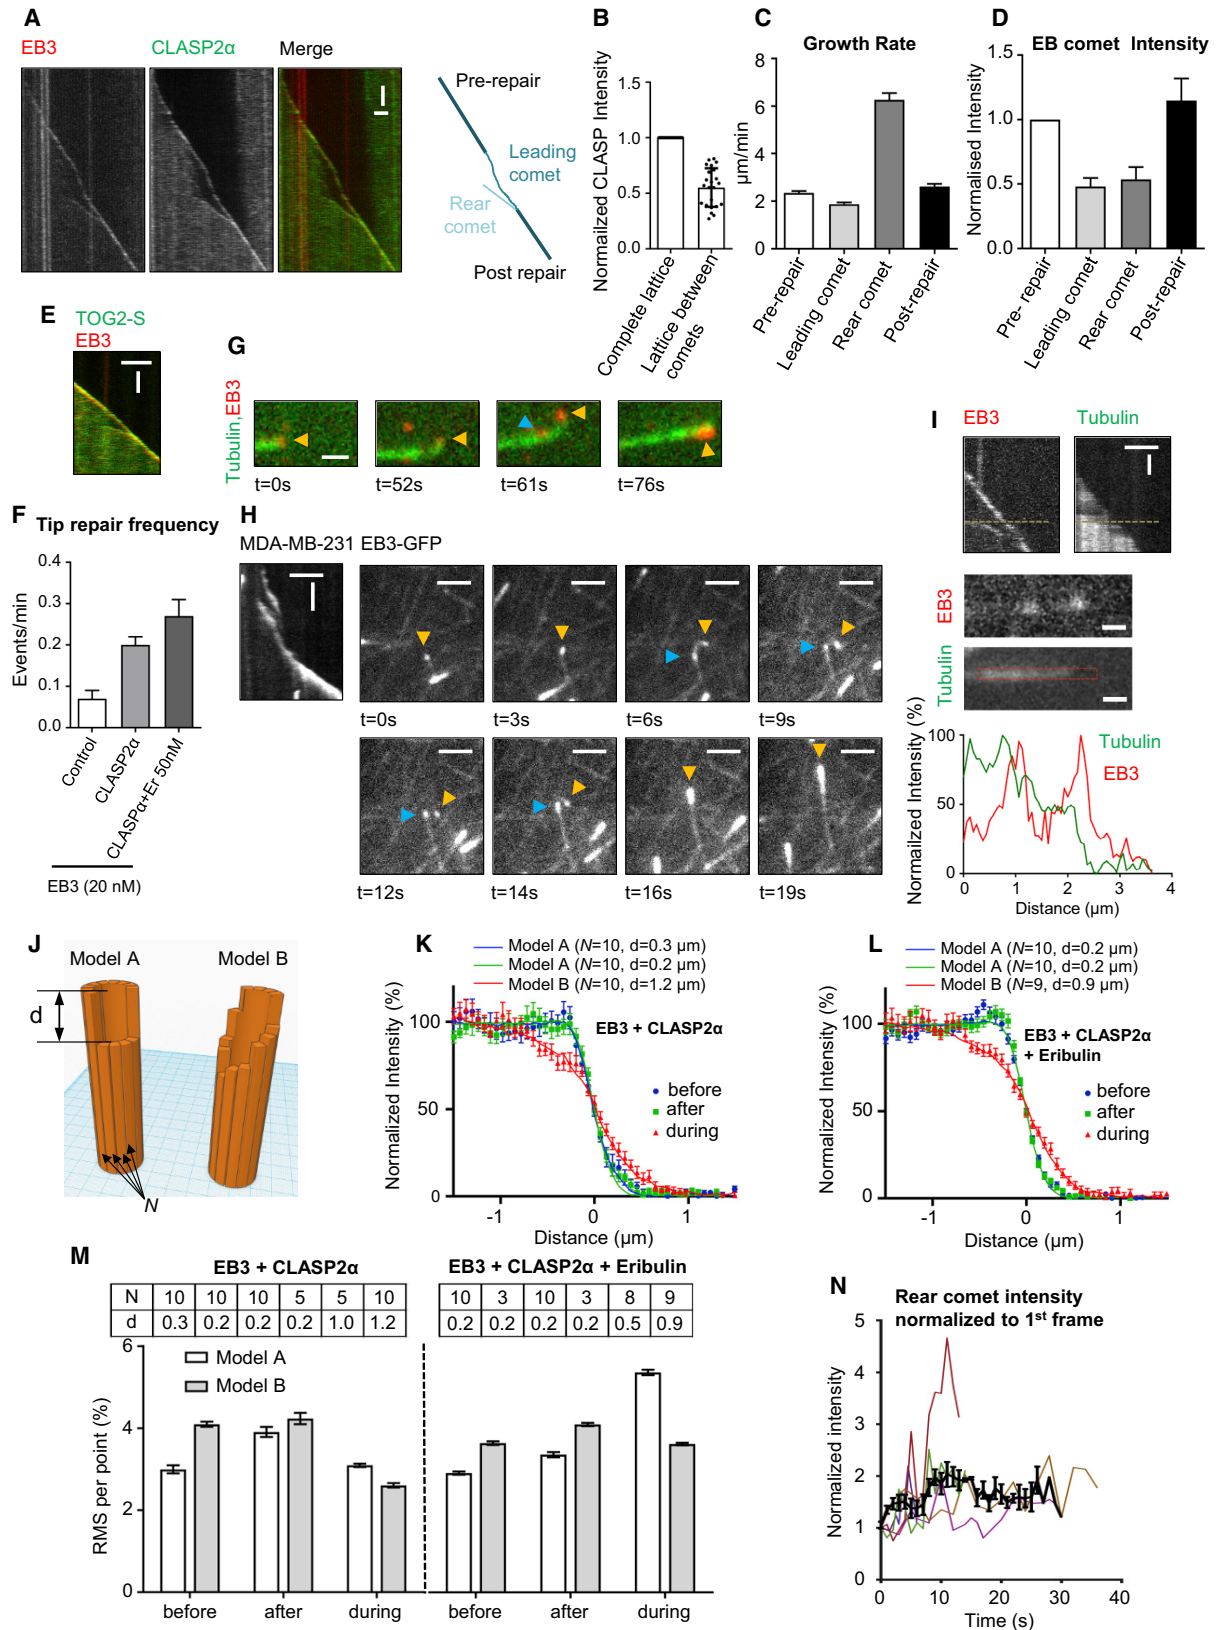 A
EB3
CLASP2α
Merge
Pre-repair
Leading
comet
Rear
comet
Post repair
B
Normailzed CLASP Intensity
1.5
1.0
0.5
0.0
Complete lattice
Lattice between
comets
C
Growth Rate
µm/min
8
6
4
2
0
Pre-repair
Leading comet
Rear comet
Post-repair
D
EB comet Intensity
Normalised Intensity
1.5
1.0
0.5
0.0
Pre- repair
Leading comet
Rear comet
Post-repair
E
TOG2-S
EB3
F
Tip repair frequency
Events/min
0.4
0.3
0.2
0.1
0.0
Control
CLASP2α
CLASPα+Er 50nM
EB3 (20 nM)
G
Tubulin,EB3
t=0s
t=52s
t=61s
t=76s
H
MDA-MB-231 EB3-GFP
t=0s
t=3s
t=6s
t=9s
t=12s
t=14s
t=16s
t=19s
I
EB3
Tubulin
EB3
Tubulin
Normailzed Intensity (%)
100
50
0
Tubulin
EB3
0
1
2
3
4
Distance (µm)
J
Model A
Model B
d
N
K
Model A (N=10, d=0.3 µm)
Model A (N=10, d=0.2 µm)
Model B (N=10, d=1.2 µm)
Normalized Intensity (%)
100
50
0
EB3 + CLASP2α
before
after
during
-1
0
1
Distance (µm)
L
Model A (N=10, d=0.2 µm)
Model A (N=10, d=0.2 µm)
Model B (N=9, d=0.9 µm)
Normalized Intensity (%)
100
50
0
EB3 + CLASP2α
+ Eribulin
before
after
during
-1
0
1
Distance (µm)
M
EB3 + CLASP2α
N 10 10 10 5 5 10
d 0.3 0.2 0.2 0.2 1.0 1.2
EB3 + CLASP2α + Eribulin
10 3 10 3 8 9
0.2 0.2 0.2 0.2 0.5 0.9
RMS per point (%)
6
4
2
0
Model A
Model B
before
after
during
before
after
during
N
Rear comet intensity
normalized to 1st frame
Normalized intensity
5
4
3
2
1
0
0
10
20
30
40
Time (s)